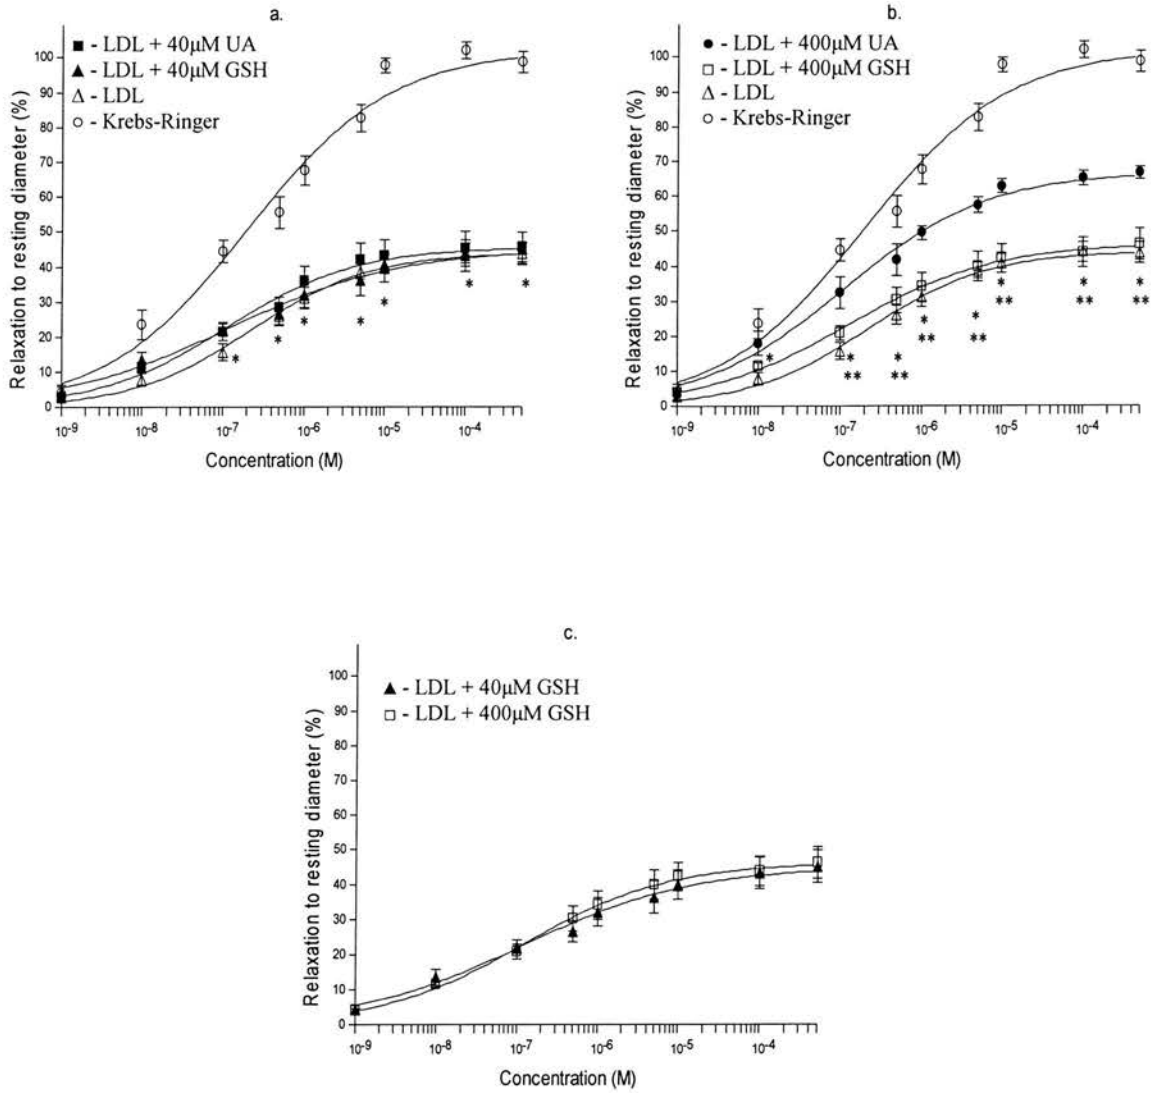 a.
■ - LDL + 40μM UA
▲ - LDL + 40μM GSH
△ - LDL
○ - Krebs-Ringer
Relaxation to resting diameter (%)
100
90
80
70
60
50
40
30
20
10
0
* * * * * * *
10⁻⁹ 10⁻⁸ 10⁻⁷ 10⁻⁶ 10⁻⁵ 10⁻⁴
Concentration (M)
b.
● - LDL + 400μM UA
□ - LDL + 400μM GSH
△ - LDL
○ - Krebs-Ringer
Relaxation to resting diameter (%)
100
90
80
70
60
50
40
30
20
10
0
* * * * * * * *
** ** ** ** ** ** **
10⁻⁹ 10⁻⁸ 10⁻⁷ 10⁻⁶ 10⁻⁵ 10⁻⁴
Concentration (M)
c.
▲ - LDL + 40μM GSH
□ - LDL + 400μM GSH
Relaxation to resting diameter (%)
100
90
80
70
60
50
40
30
20
10
0
10⁻⁹ 10⁻⁸ 10⁻⁷ 10⁻⁶ 10⁻⁵ 10⁻⁴
Concentration (M)